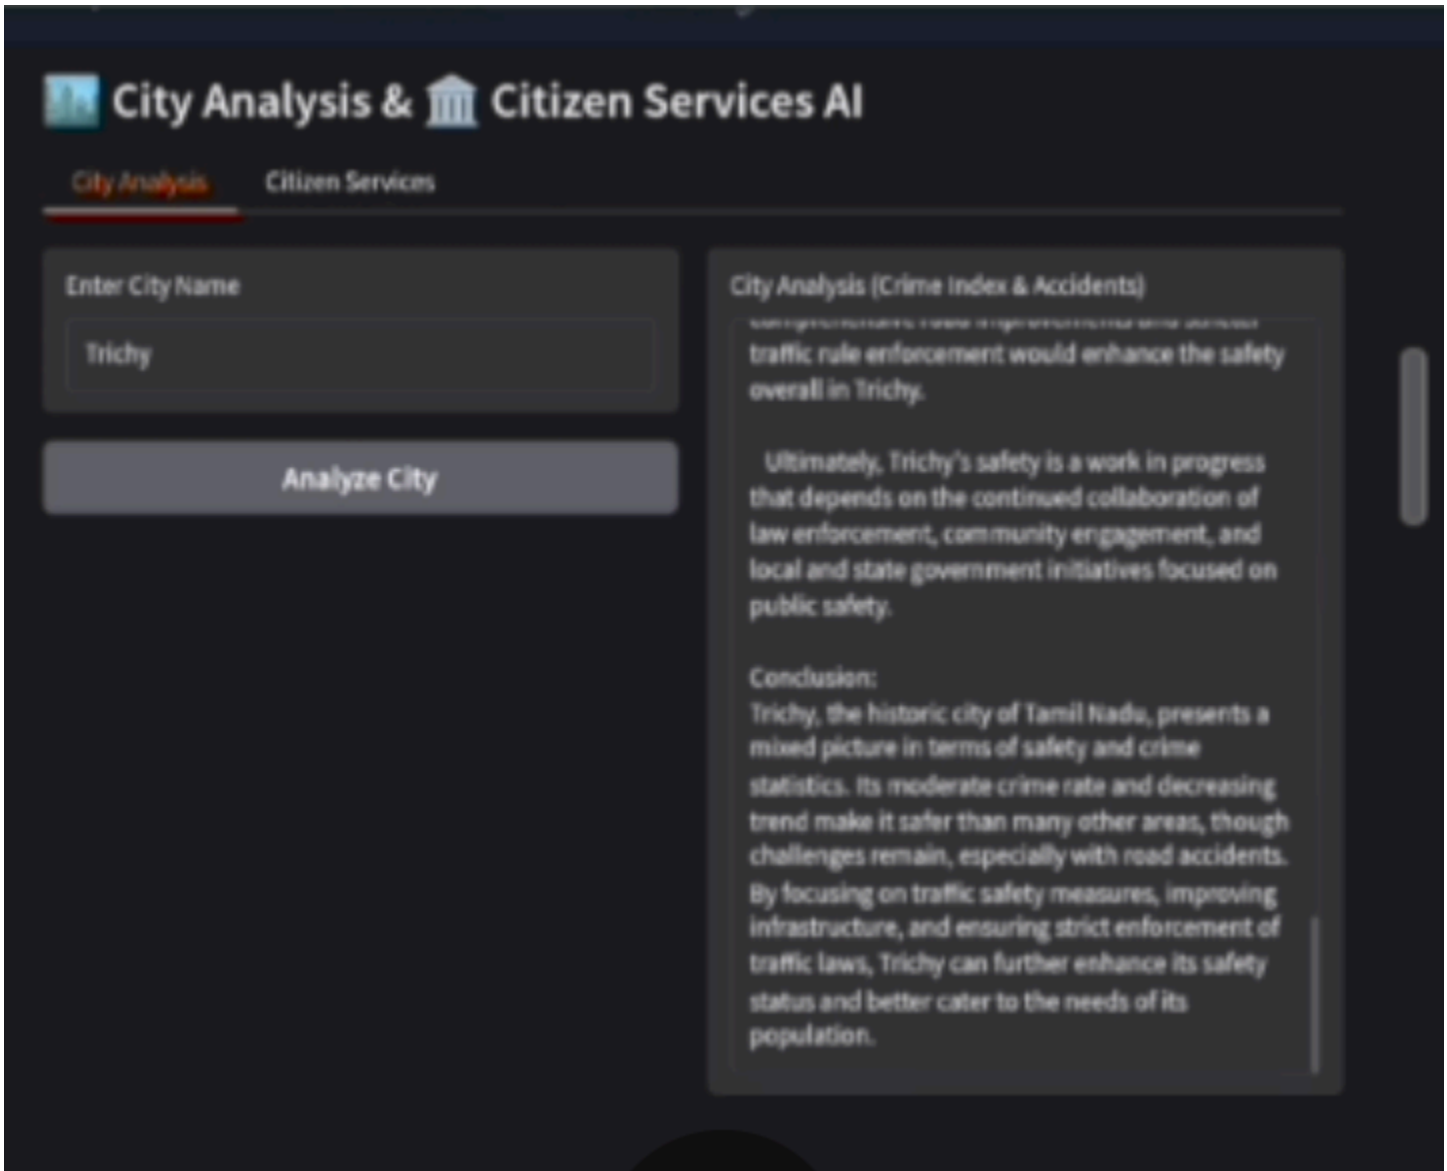 City Analysis & Citizen Services AI
City Analysis Citizen Services
Enter City Name
Trichy
Analyze City
City Analysis (Crime Index & Accidents)
comprehensive road improvements and stricter
traffic rule enforcement would enhance the safety
overall in Trichy.
Ultimately, Trichy's safety is a work in progress
that depends on the continued collaboration of
law enforcement, community engagement, and
local and state government initiatives focused on
public safety.
Conclusion:
Trichy, the historic city of Tamil Nadu, presents a
mixed picture in terms of safety and crime
statistics. Its moderate crime rate and decreasing
trend make it safer than many other areas, though
challenges remain, especially with road accidents.
By focusing on traffic safety measures, improving
infrastructure, and ensuring strict enforcement of
traffic laws, Trichy can further enhance its safety
status and better cater to the needs of its
population.